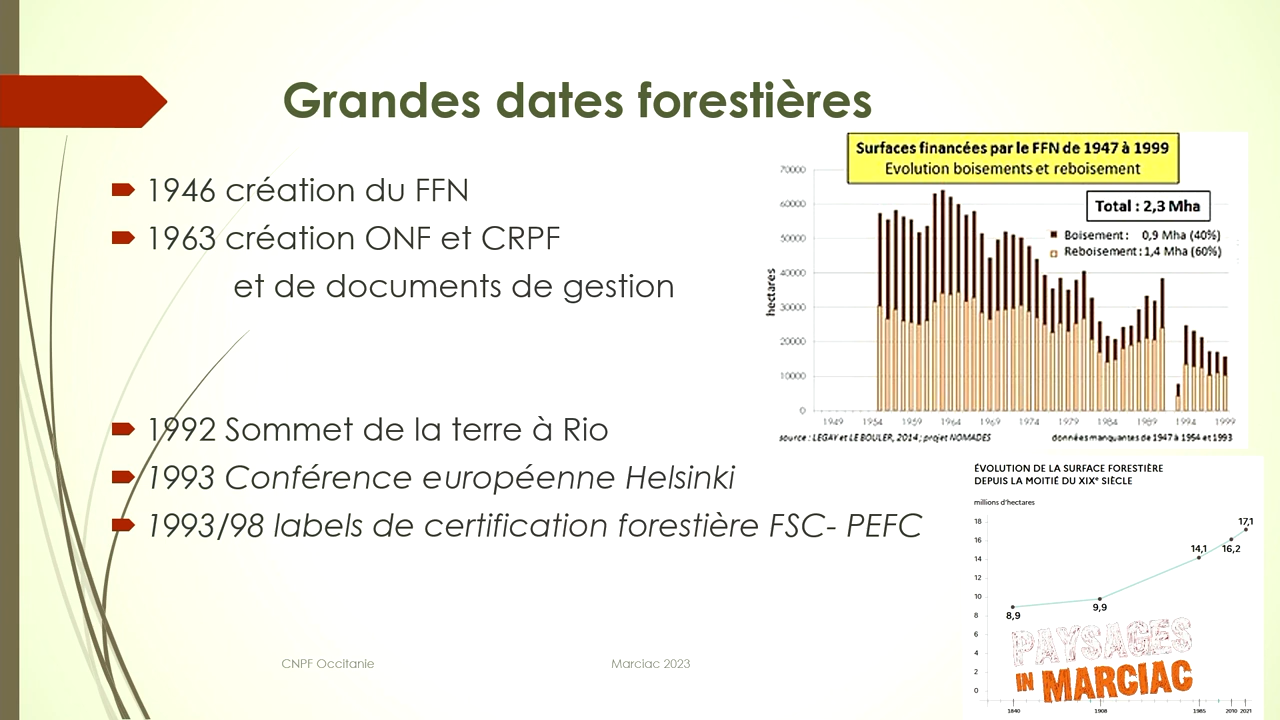 Grandes dates forestières
1946 création du FFN
1963 création ONF et CRPF
et de documents de gestion
1992 Sommet de la terre à Rio
1993 Conférence européenne Helsinki
1993/98 labels de certification forestière FSC- PEFC
Surfaces financées par le FFN de 1947 à 1999
Evolution boisements et reboisement
Total : 2,3 Mha
Boisement : 0,9 Mha (40%)
Reboisement : 1,4 Mha (60%)
hectares
70000
60000
50000
40000
30000
20000
10000
0
1949 1954 1959 1964 1969 1974 1979 1984 1989 1994 1999
source : LEGAY et LE BOULER, 2014 ; projet NOMADES données manquantes de 1947 à 1954 et 1993
ÉVOLUTION DE LA SURFACE FORESTIÈRE
DEPUIS LA MOITIÉ DU XIXᵉ SIÈCLE
millions d'hectares
18
16
14
12
10
8
6
4
2
0
8,9
9,9
14,1
16,2
17,1
1840 1908 1985 2010 2021
PAYSAGES
IN MARCIAC
CNPF Occitanie Marciac 2023